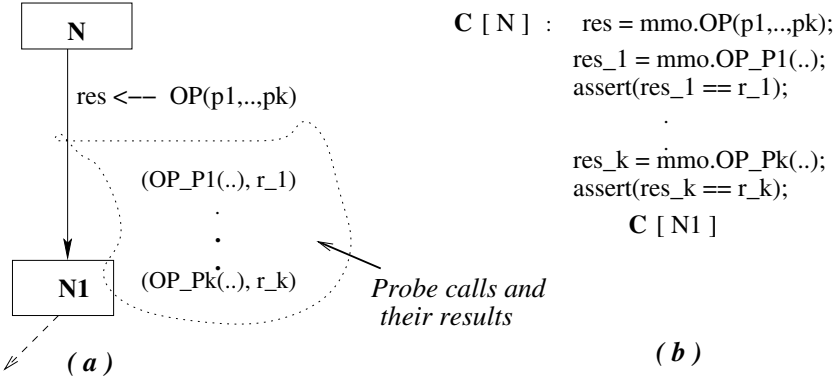 N
res <−− OP(p1,..,pk)
(OP_P1(..), r_1)
.
.
.
(OP_Pk(..), r_k)
N1
Probe calls and
their results
( a )
C [ N ] : res = mmo.OP(p1,..,pk);
res_1 = mmo.OP_P1(..);
assert(res_1 == r_1);
.
.
res_k = mmo.OP_Pk(..);
assert(res_k == r_k);
C [ N1 ]
( b )